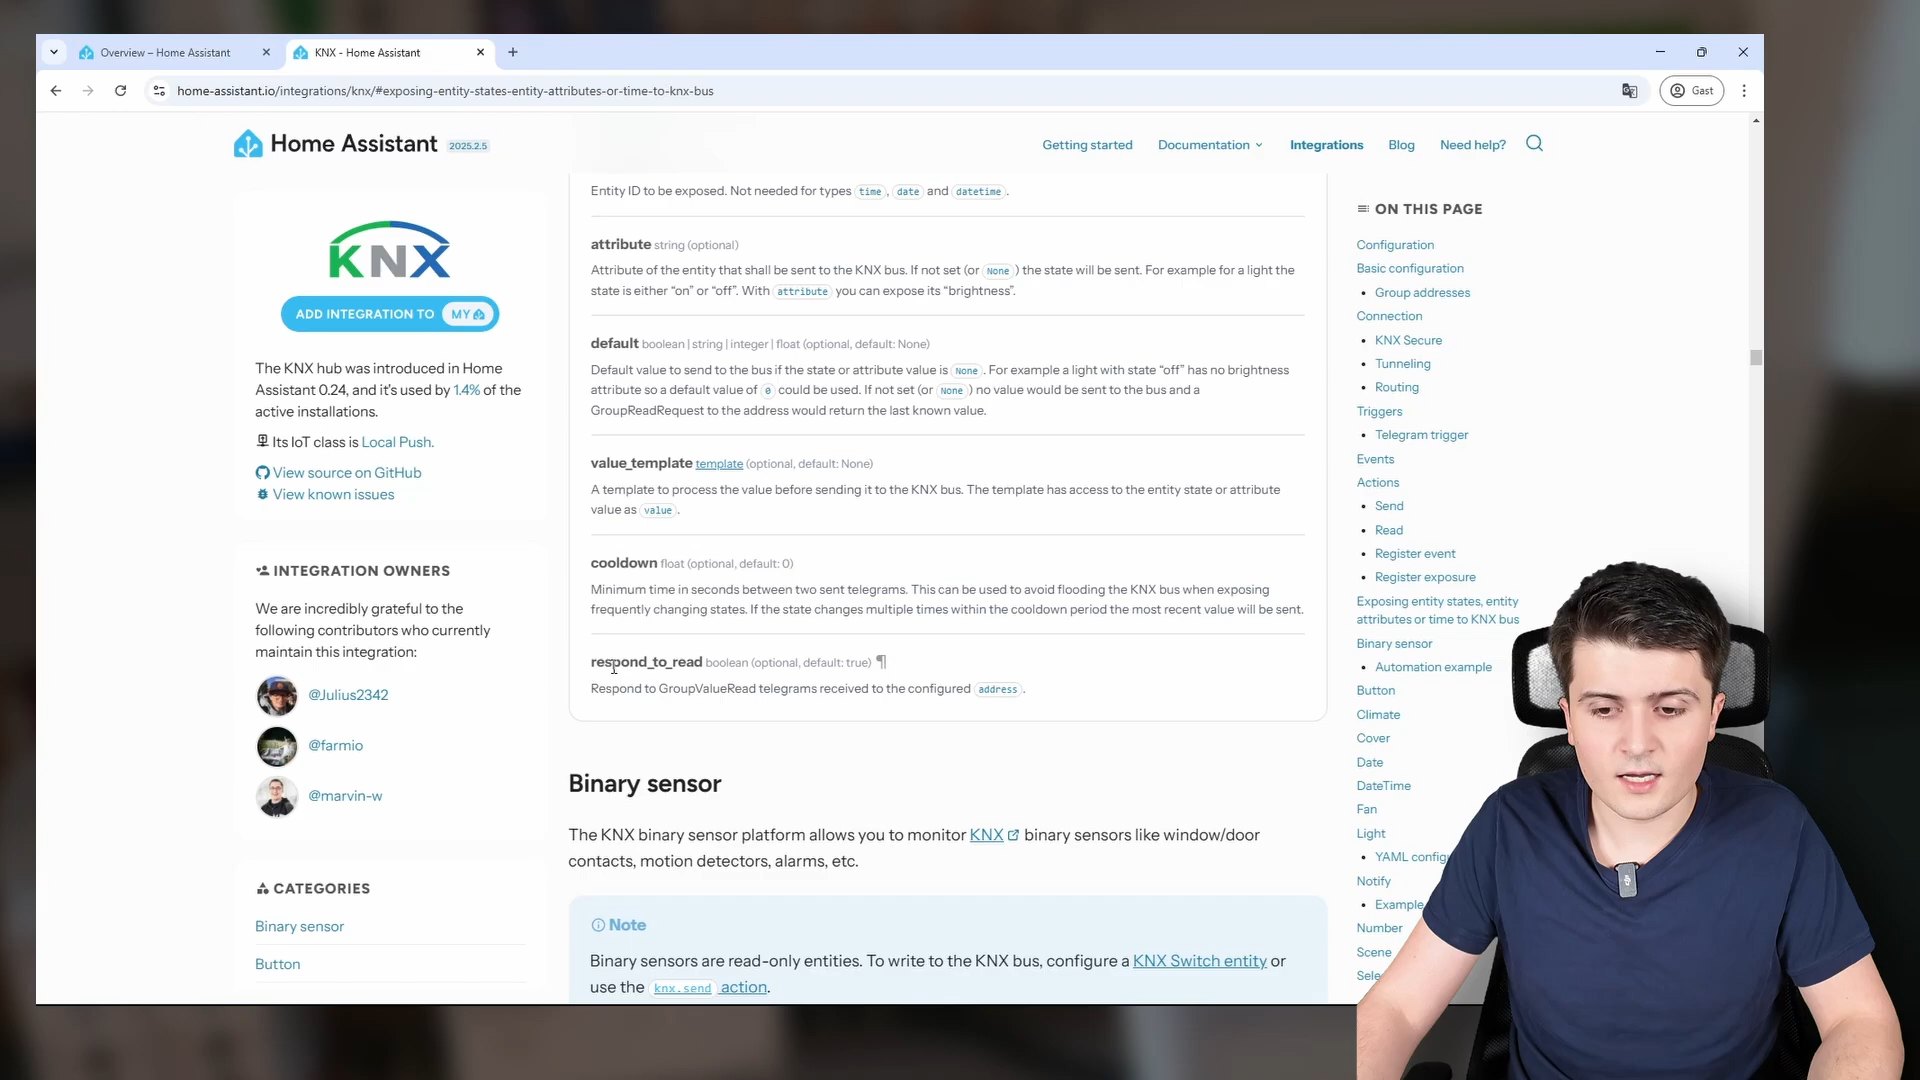 Overview – Home Assistant
KNX - Home Assistant
home-assistant.io/integrations/knx/#exposing-entity-states-entity-attributes-or-time-to-knx-bus
Gast
Home Assistant 2025.2.5
Getting started
Documentation
Integrations
Blog
Need help?
KNX
ADD INTEGRATION TO MY
The KNX hub was introduced in Home
Assistant 0.24, and it's used by 1.4% of the
active installations.
Its IoT class is Local Push.
View source on GitHub
View known issues
INTEGRATION OWNERS
We are incredibly grateful to the
following contributors who currently
maintain this integration:
@Julius2342
@farmio
@marvin-w
CATEGORIES
Binary sensor
Button
Entity ID to be exposed. Not needed for types time, date and datetime.
attribute string (optional)
Attribute of the entity that shall be sent to the KNX bus. If not set (or None) the state will be sent. For example for a light the
state is either “on” or “off”. With attribute you can expose its “brightness”.
default boolean | string | integer | float (optional, default: None)
Default value to send to the bus if the state or attribute value is None. For example a light with state “off” has no brightness
attribute so a default value of 0 could be used. If not set (or None) no value would be sent to the bus and a
GroupReadRequest to the address would return the last known value.
value_template template (optional, default: None)
A template to process the value before sending it to the KNX bus. The template has access to the entity state or attribute
value as value.
cooldown float (optional, default: 0)
Minimum time in seconds between two sent telegrams. This can be used to avoid flooding the KNX bus when exposing
frequently changing states. If the state changes multiple times within the cooldown period the most recent value will be sent.
respond_to_read boolean (optional, default: true) ¶
Respond to GroupValueRead telegrams received to the configured address.
Binary sensor
The KNX binary sensor platform allows you to monitor KNX binary sensors like window/door
contacts, motion detectors, alarms, etc.
Note
Binary sensors are read-only entities. To write to the KNX bus, configure a KNX Switch entity or
use the knx.send action.
ON THIS PAGE
Configuration
Basic configuration
• Group addresses
Connection
• KNX Secure
• Tunneling
• Routing
Triggers
• Telegram trigger
Events
Actions
• Send
• Read
• Register event
• Register exposure
Exposing entity states, entity
attributes or time to KNX bus
Binary sensor
• Automation example
Button
Climate
Cover
Date
DateTime
Fan
Light
• YAML config
Notify
• Example
Number
Scene
Sele